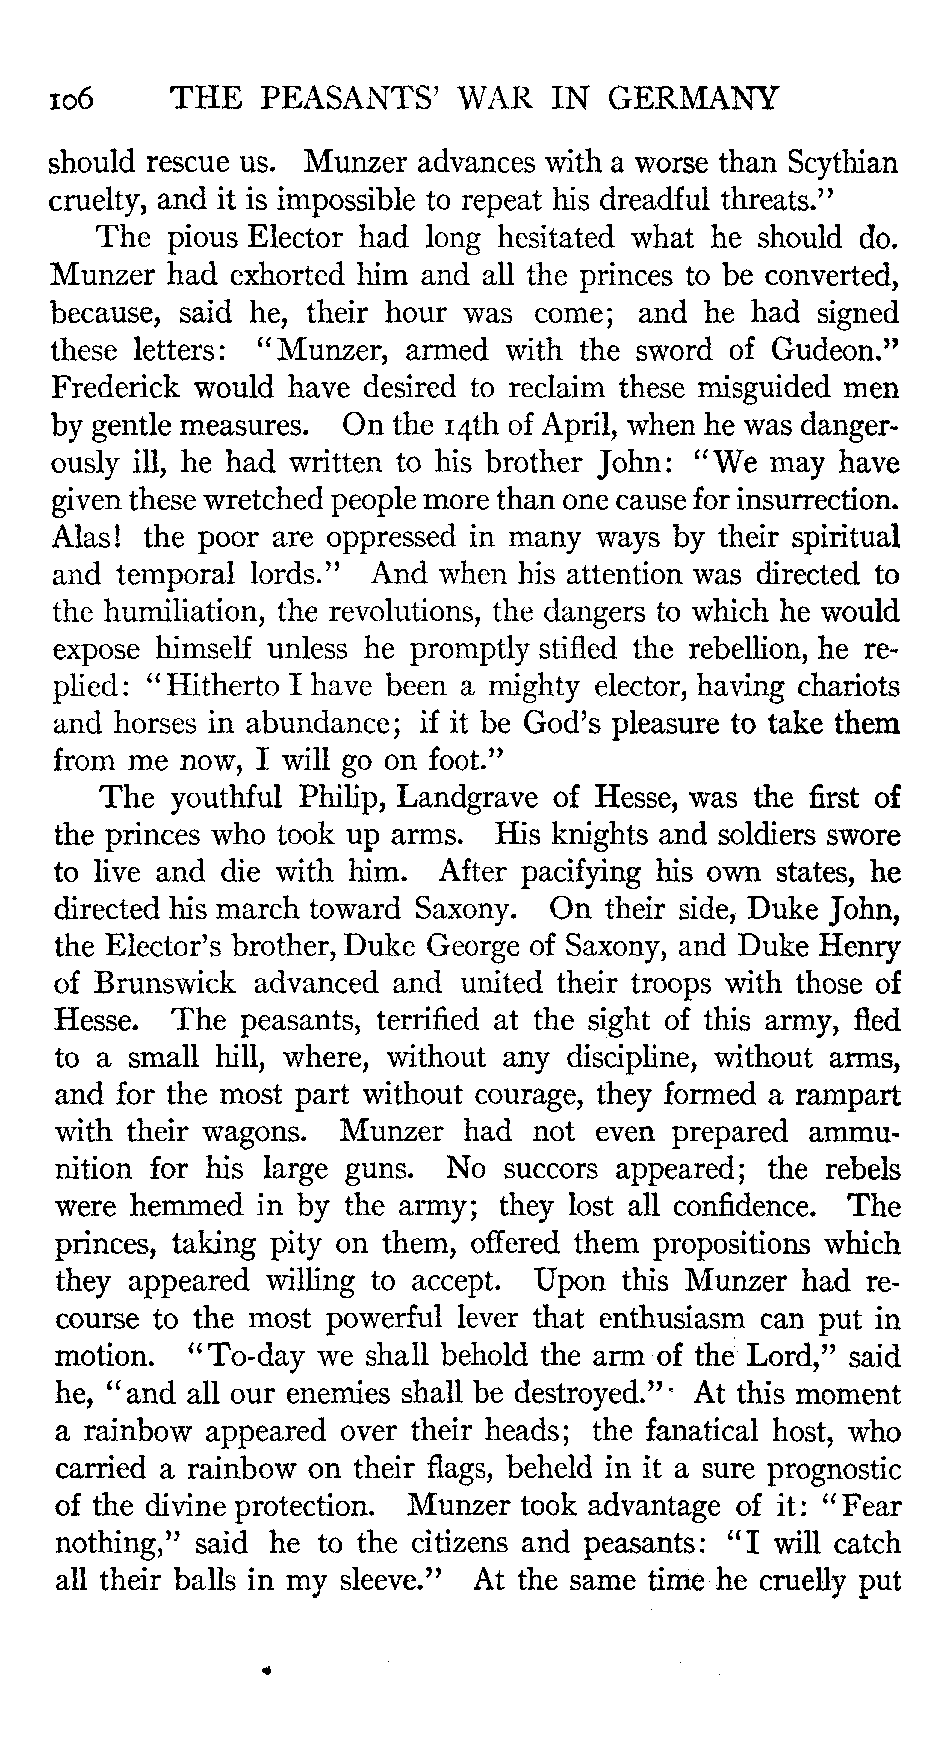 106 THE PEASANTS' WAR IN GERMANY
should rescue us. Munzer advances with a worse than Scythian
cruelty, and it is impossible to repeat his dreadful threats."
The pious Elector had long hesitated what he should do.
Munzer had exhorted him and all the princes to be converted,
because, said he, their hour was come; and he had signed
these letters: "Munzer, armed with the sword of Gudeon."
Frederick would have desired to reclaim these misguided men
by gentle measures. On the 14th of April, when he was danger-
ously ill, he had written to his brother John: "We may have
given these wretched people more than one cause for insurrection.
Alas! the poor are oppressed in many ways by their spiritual
and temporal lords." And when his attention was directed to
the humiliation, the revolutions, the dangers to which he would
expose himself unless he promptly stifled the rebellion, he re-
plied: "Hitherto I have been a mighty elector, having chariots
and horses in abundance; if it be God's pleasure to take them
from me now, I will go on foot."
The youthful Philip, Landgrave of Hesse, was the first of
the princes who took up arms. His knights and soldiers swore
to live and die with him. After pacifying his own states, he
directed his march toward Saxony. On their side, Duke John,
the Elector's brother, Duke George of Saxony, and Duke Henry
of Brunswick advanced and united their troops with those of
Hesse. The peasants, terrified at the sight of this army, fled
to a small hill, where, without any discipline, without arms,
and for the most part without courage, they formed a rampart
with their wagons. Munzer had not even prepared ammu-
nition for his large guns. No succors appeared; the rebels
were hemmed in by the army; they lost all confidence. The
princes, taking pity on them, offered them propositions which
they appeared willing to accept. Upon this Munzer had re-
course to the most powerful lever that enthusiasm can put in
motion. "To-day we shall behold the arm of the Lord," said
he, "and all our enemies shall be destroyed." At this moment
a rainbow appeared over their heads; the fanatical host, who
carried a rainbow on their flags, beheld in it a sure prognostic
of the divine protection. Munzer took advantage of it: "Fear
nothing," said he to the citizens and peasants: "I will catch
all their balls in my sleeve." At the same time he cruelly put